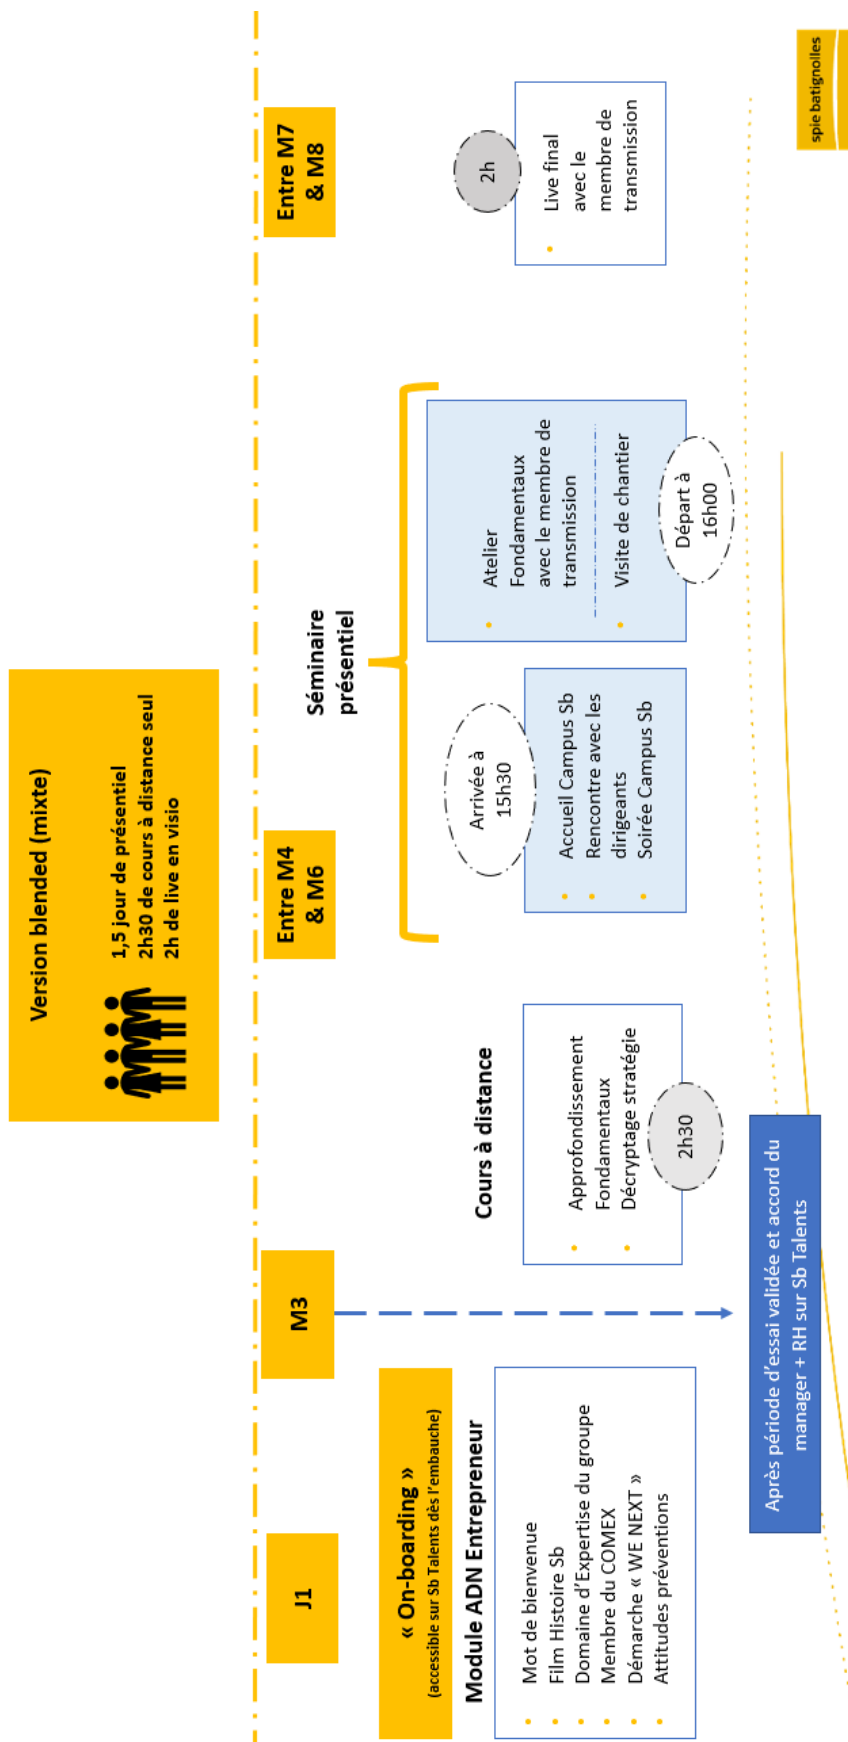 Version blended (mixte)
1,5 jour de présentiel
2h30 de cours à distance seul
2h de live en visio
J1
M3
Entre M4
& M6
Entre M7
& M8
« On-boarding »
(accessible sur Sb Talents dès l'embauche)
Module ADN Entrepreneur
• Mot de bienvenue
• Film Histoire Sb
• Domaine d'Expertise du groupe
• Membre du COMEX
• Démarche « WE NEXT »
• Attitudes préventions
Après période d'essai validée et accord du
manager + RH sur Sb Talents
Cours à distance
• Approfondissement
Fondamentaux
• Décryptage stratégie
2h30
Séminaire
présentiel
Arrivée à
15h30
• Accueil Campus Sb
• Rencontre avec les
dirigeants
• Soirée Campus Sb
• Atelier
Fondamentaux
avec le membre de
transmission
• Visite de chantier
Départ à
16h00
2h
• Live final
avec le
membre de
transmission
spie batignolles